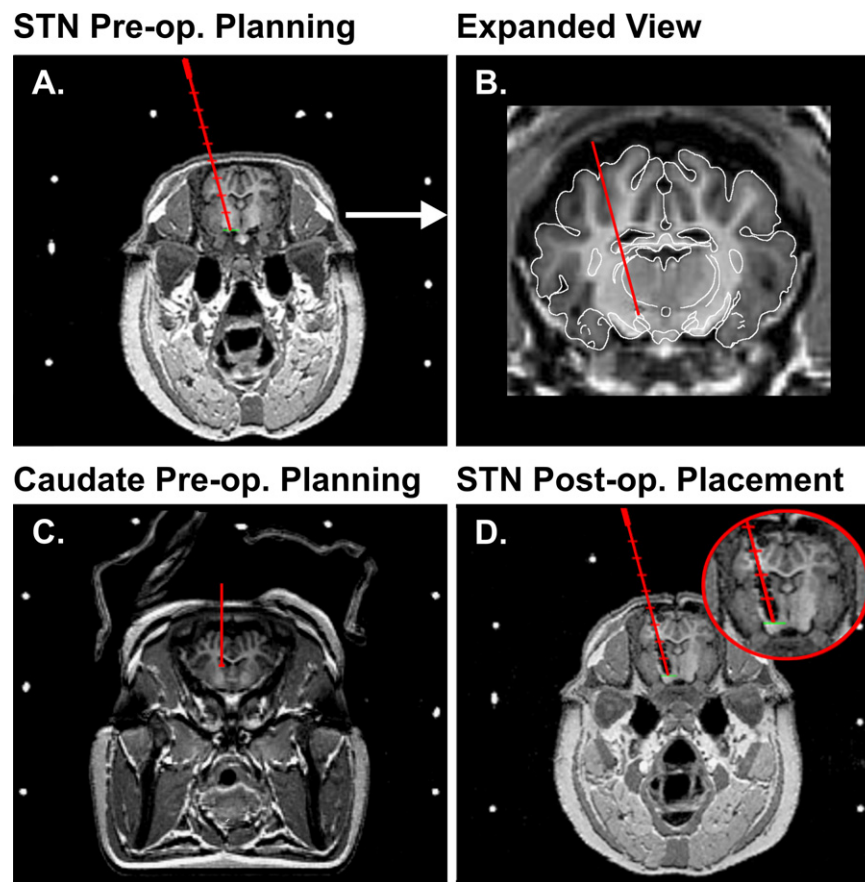 STN Pre-op. Planning
Expanded View
A.
B.
Caudate Pre-op. Planning
STN Post-op. Placement
C.
D.